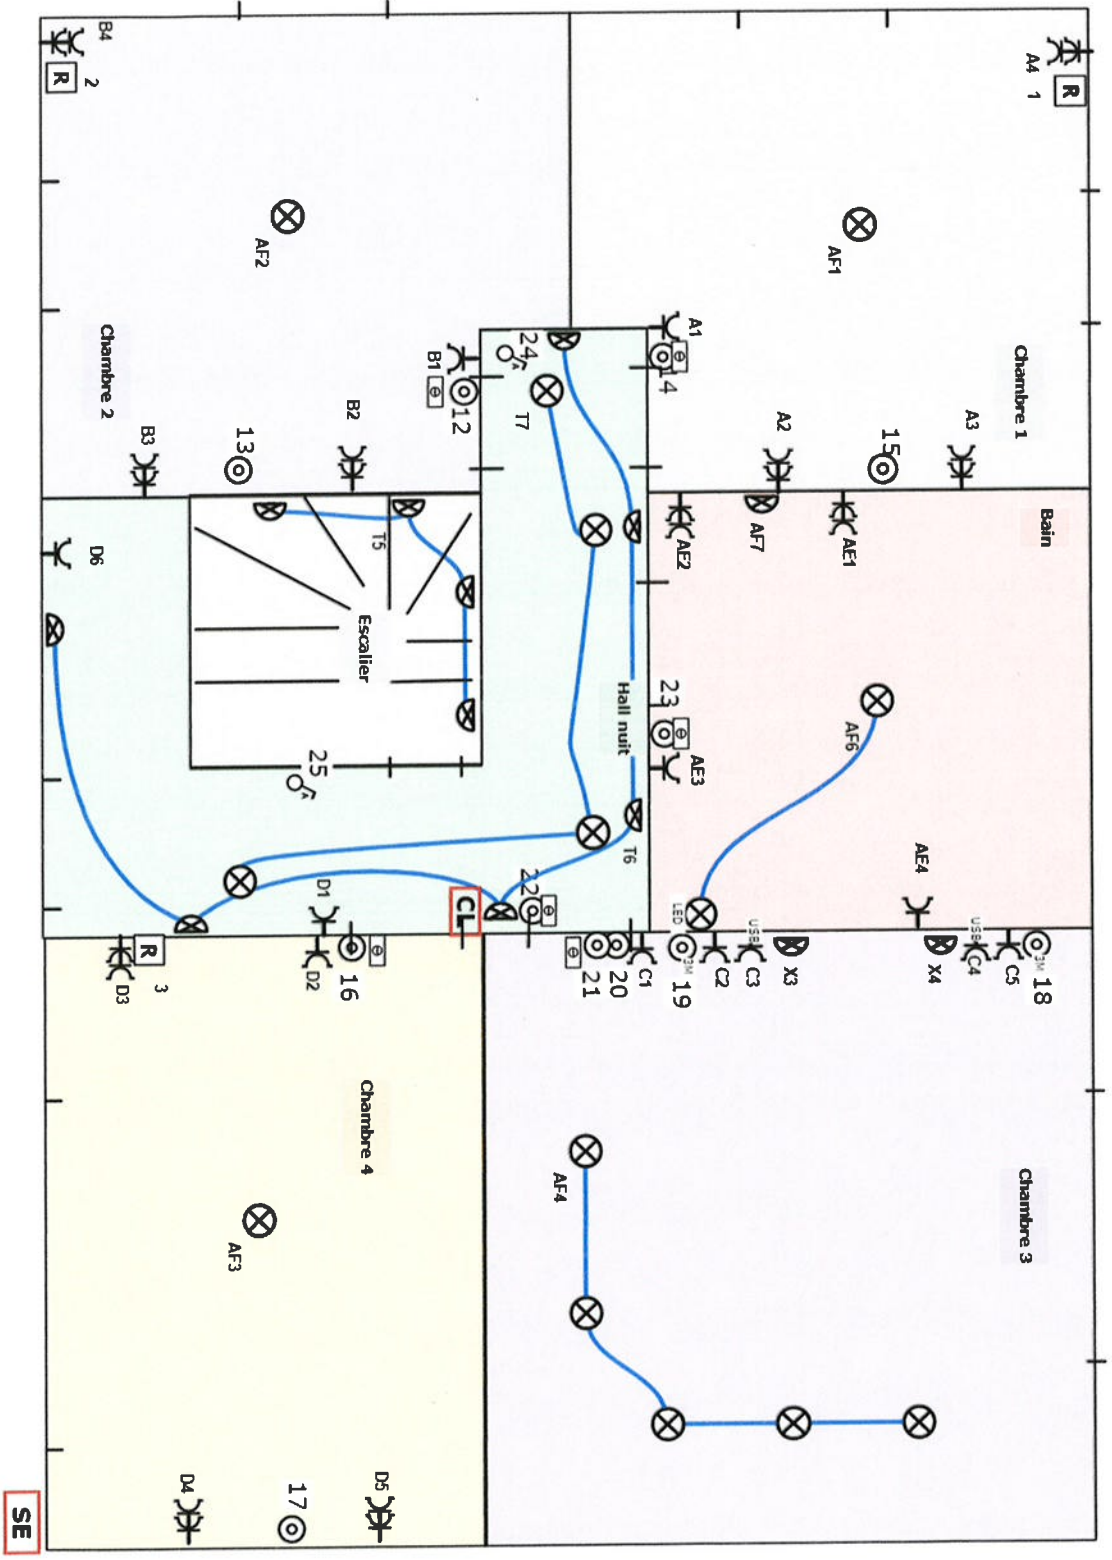 B4
R
2
AF2
Chambre 2
B3
13
B2
B1
⊖
12
24
A
T7
A4
1
R
AF1
Chambre 1
A1
⊖
14
A2
15
A3
Bain
AE2
AF7
AE1
AF6
23
⊖
AE3
AE4
LED
D6
T5
Escalier
25
A
Hall nuit
T6
22
⊖
CL
D1
R
3
D3
D2
16
⊖
Chambre 4
AF3
D4
17
D5
SE
⊖
21
20
C1
3M
19
C2
USB
C3
X3
X4
USB
C4
C5
3M
18
Chambre 3
AF4